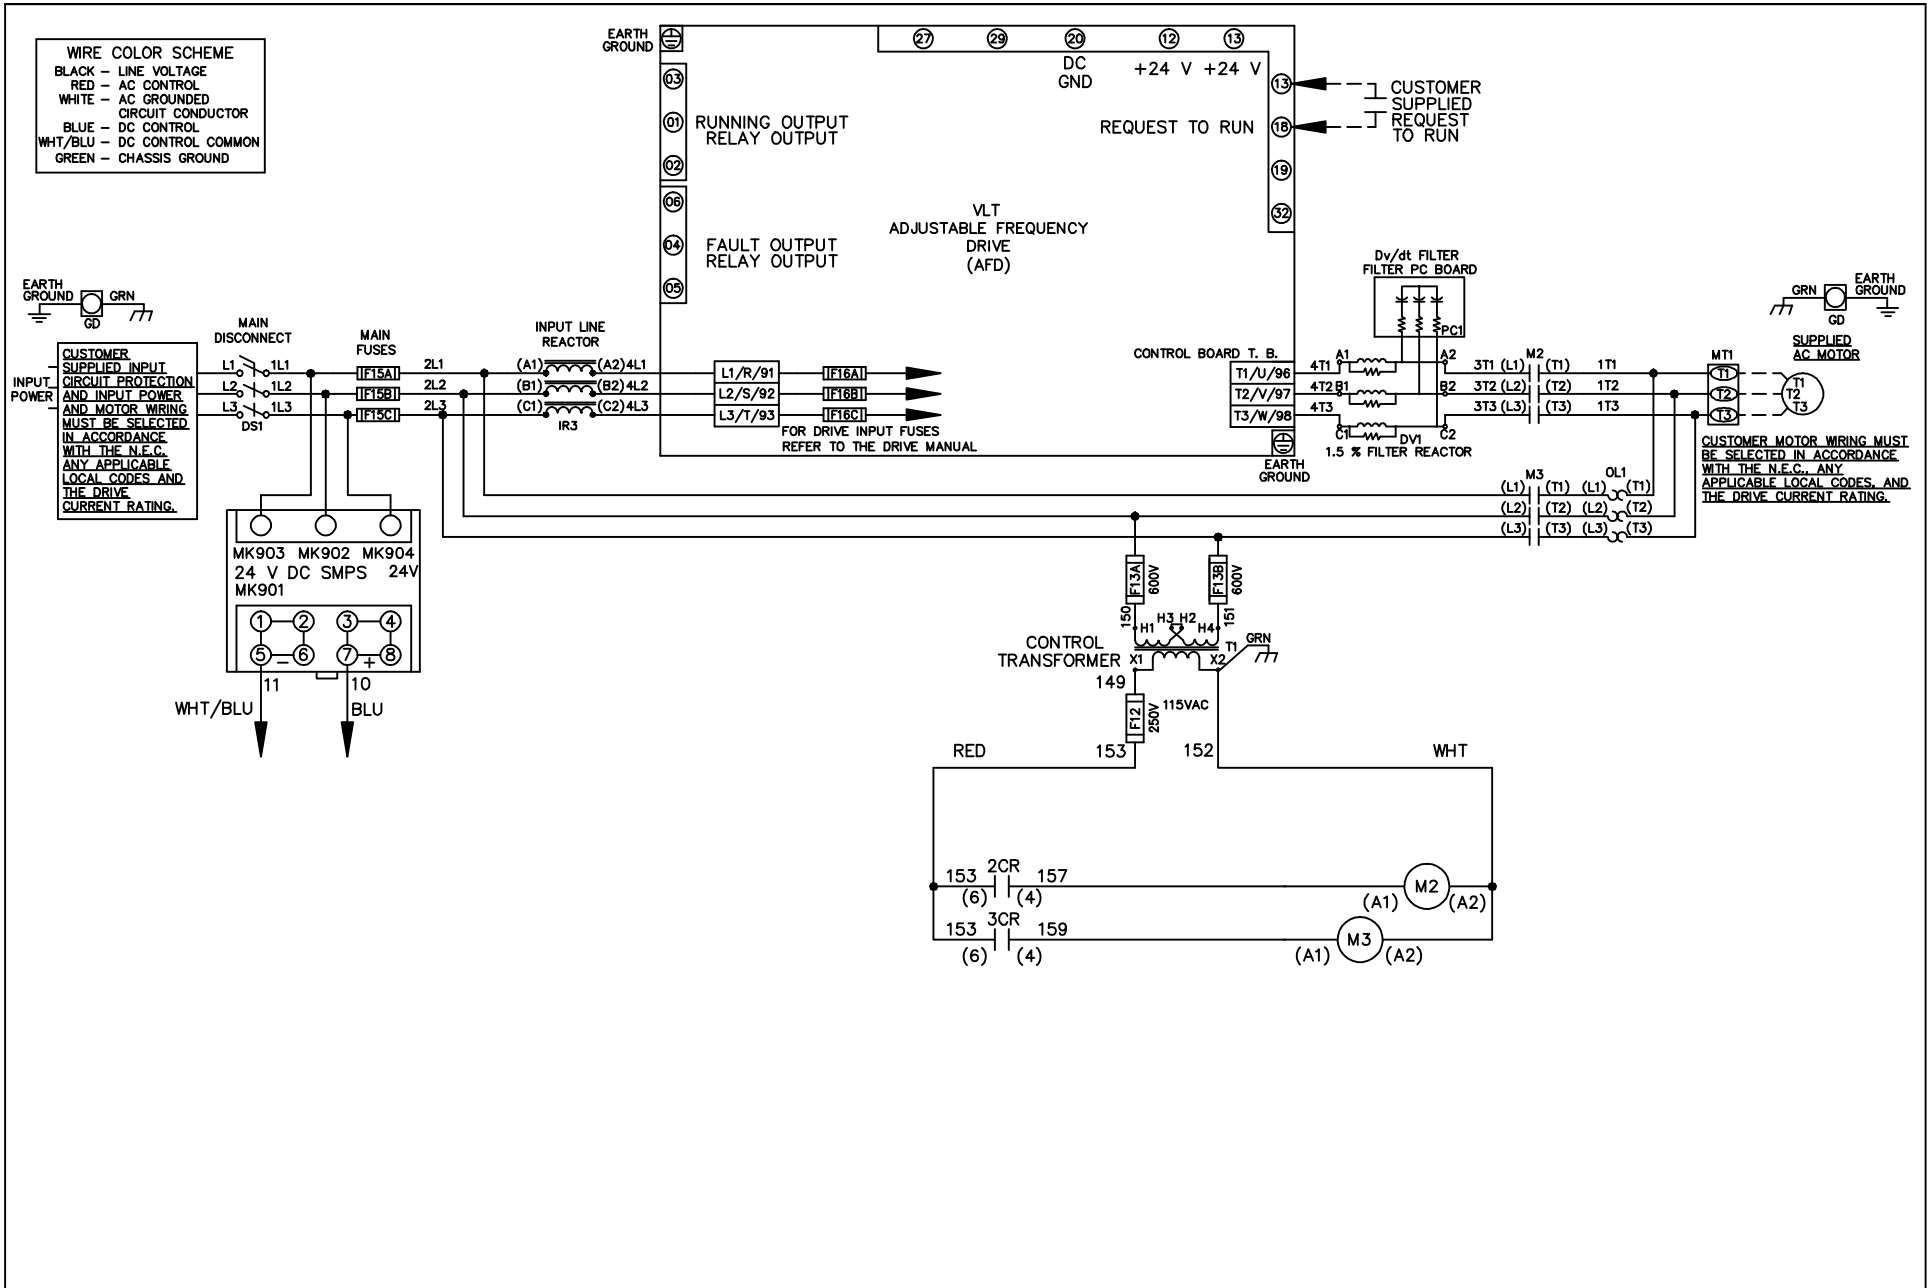 WIRE COLOR SCHEME
BLACK – LINE VOLTAGE
RED – AC CONTROL
WHITE – AC GROUNDED
CIRCUIT CONDUCTOR
BLUE – DC CONTROL
WHT/BLU – DC CONTROL COMMON
GREEN – CHASSIS GROUND
EARTH
GROUND
03
01
02
06
04
05
RUNNING OUTPUT
RELAY OUTPUT
FAULT OUTPUT
RELAY OUTPUT
27
29
20
12
13
DC
GND
+24 V
+24 V
13
18
19
32
REQUEST TO RUN
CUSTOMER
SUPPLIED
REQUEST
TO RUN
VLT
ADJUSTABLE FREQUENCY
DRIVE
(AFD)
Dv/dt FILTER
FILTER PC BOARD
PC1
EARTH
GROUND
GRN
GD
INPUT
POWER
CUSTOMER
SUPPLIED INPUT
CIRCUIT PROTECTION
AND INPUT POWER
AND MOTOR WIRING
MUST BE SELECTED
IN ACCORDANCE
WITH THE N.E.C.
ANY APPLICABLE
LOCAL CODES AND
THE DRIVE
CURRENT RATING.
MAIN
DISCONNECT
L1
1L1
L2
1L2
L3
1L3
DS1
MAIN
FUSES
F15A
F15B
F15C
2L1
2L2
2L3
INPUT LINE
REACTOR
(A1)
(A2)
4L1
(B1)
(B2)
4L2
(C1)
(C2)
4L3
IR3
L1/R/91
L2/S/92
L3/T/93
F16A
F16B
F16C
FOR DRIVE INPUT FUSES
REFER TO THE DRIVE MANUAL
CONTROL BOARD T. B.
T1/U/96
T2/V/97
T3/W/98
EARTH
GROUND
4T1
4T2
4T3
A1
A2
B1
B2
C1
C2
DV1
1.5 % FILTER REACTOR
M2
3T1 (L1) (T1) 1T1
3T2 (L2) (T2) 1T2
3T3 (L3) (T3) 1T3
M3
OL1
(L1) (T1) (L1) (T1)
(L2) (T2) (L2) (T2)
(L3) (T3) (L3) (T3)
GRN
EARTH
GROUND
GD
SUPPLIED
AC MOTOR
MT1
T1
T2
T3
T1
T2
T3
CUSTOMER MOTOR WIRING MUST
BE SELECTED IN ACCORDANCE
WITH THE N.E.C., ANY
APPLICABLE LOCAL CODES, AND
THE DRIVE CURRENT RATING.
MK903 MK902 MK904
24 V DC SMPS 24V
MK901
1
2
3
4
5
–
6
7
+
8
11
10
WHT/BLU
BLU
F13A
600V
F13B
600V
150
151
H1
H3
H2
H4
T1
GRN
CONTROL
TRANSFORMER
X1
X2
149
F12
250V
115VAC
153
152
RED
WHT
153
2CR
157
(6)
(4)
M2
(A1)
(A2)
153
3CR
159
(6)
(4)
M3
(A1)
(A2)